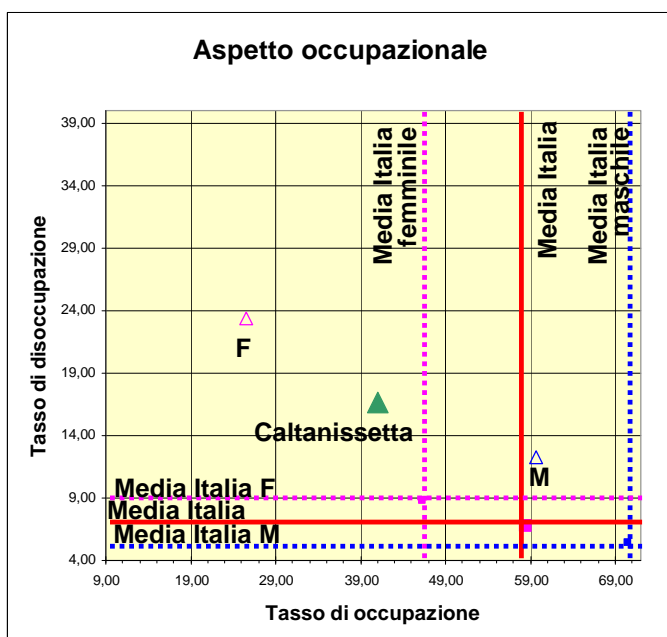 Aspetto occupazionale
39,00
34,00
29,00
24,00
19,00
14,00
9,00
4,00
Tasso di disoccupazione
Media Italia
femminile
Media Italia
Media Italia
maschile
F
Caltanissetta
M
Media Italia F
Media Italia
Media Italia M
9,00 19,00 29,00 39,00 49,00 59,00 69,00
Tasso di occupazione